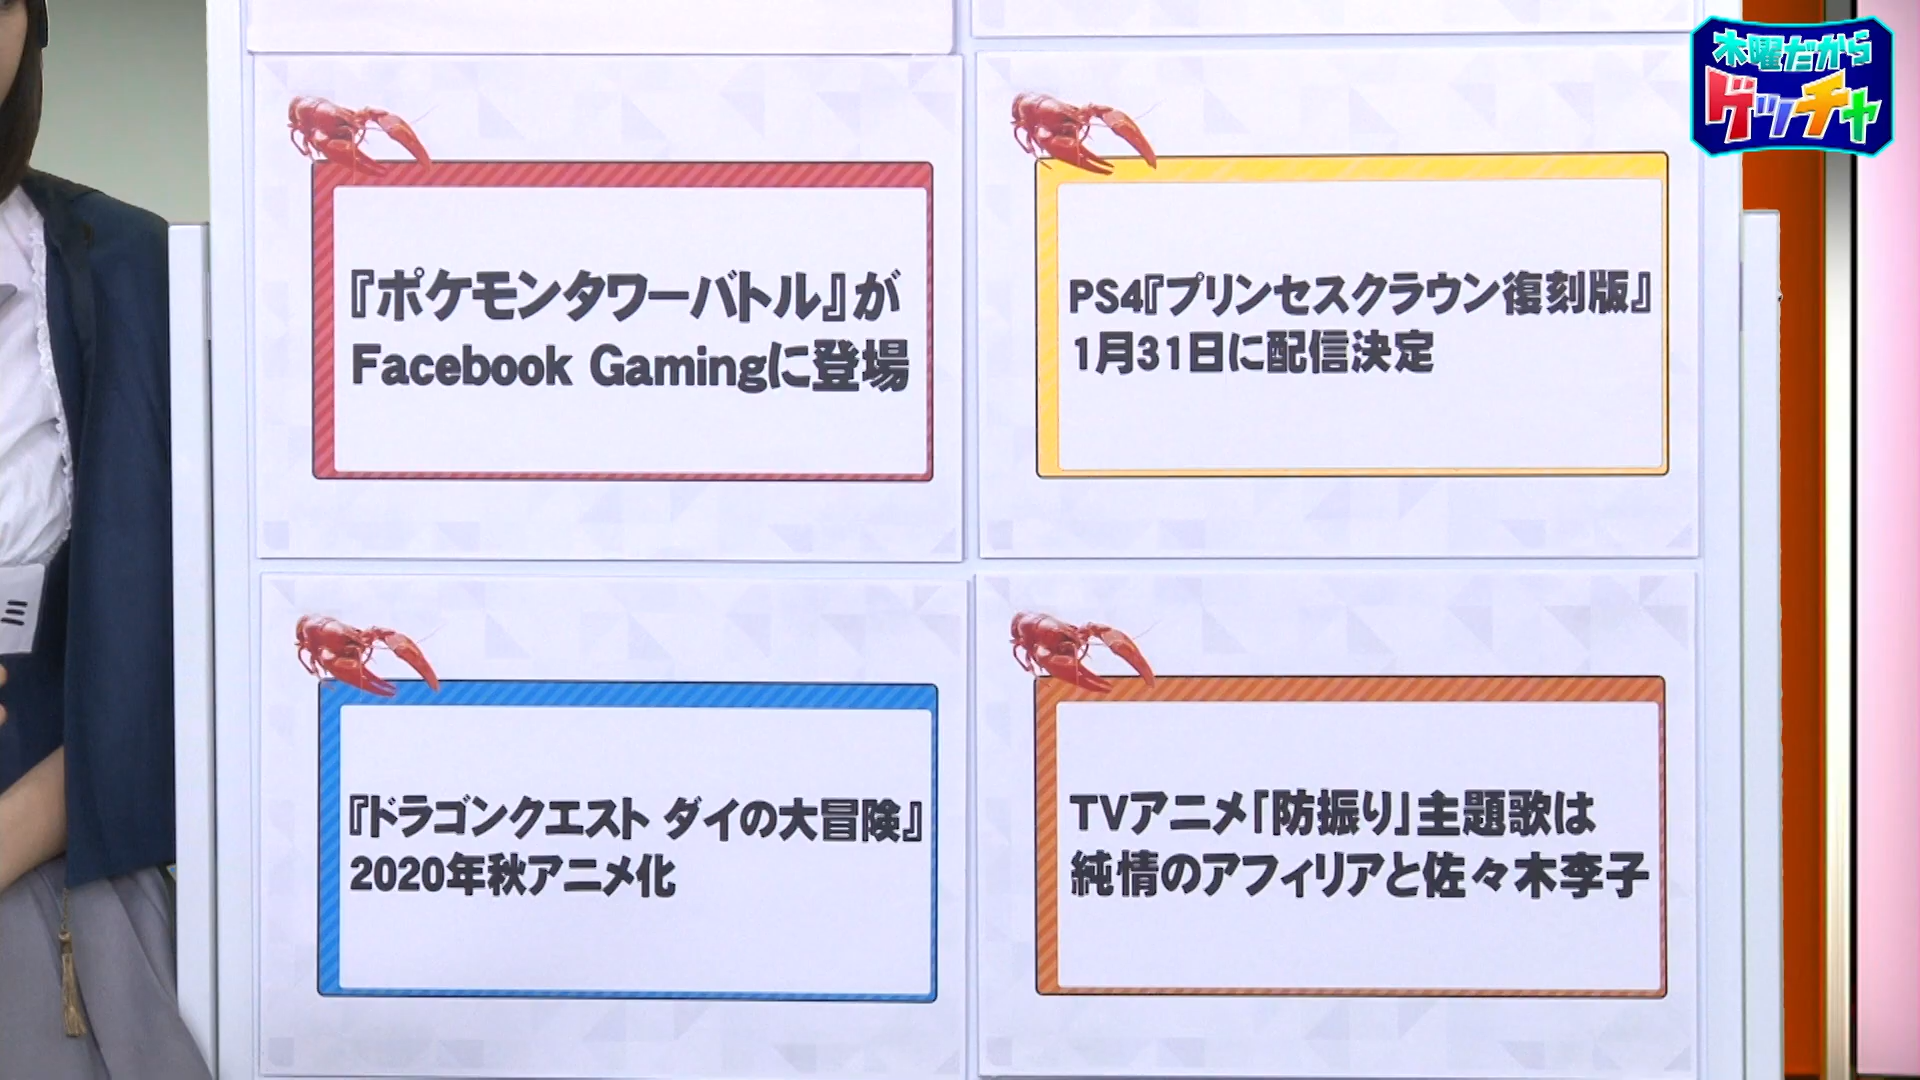 木曜だから
ゲッチャ
『ポケモンタワーバトル』が
Facebook Gamingに登場
PS4『プリンセスクラウン復刻版』
1月31日に配信決定
『ドラゴンクエスト ダイの大冒険』
2020年秋アニメ化
TVアニメ「防振り」主題歌は
純情のアフィリアと佐々木李子
ミ